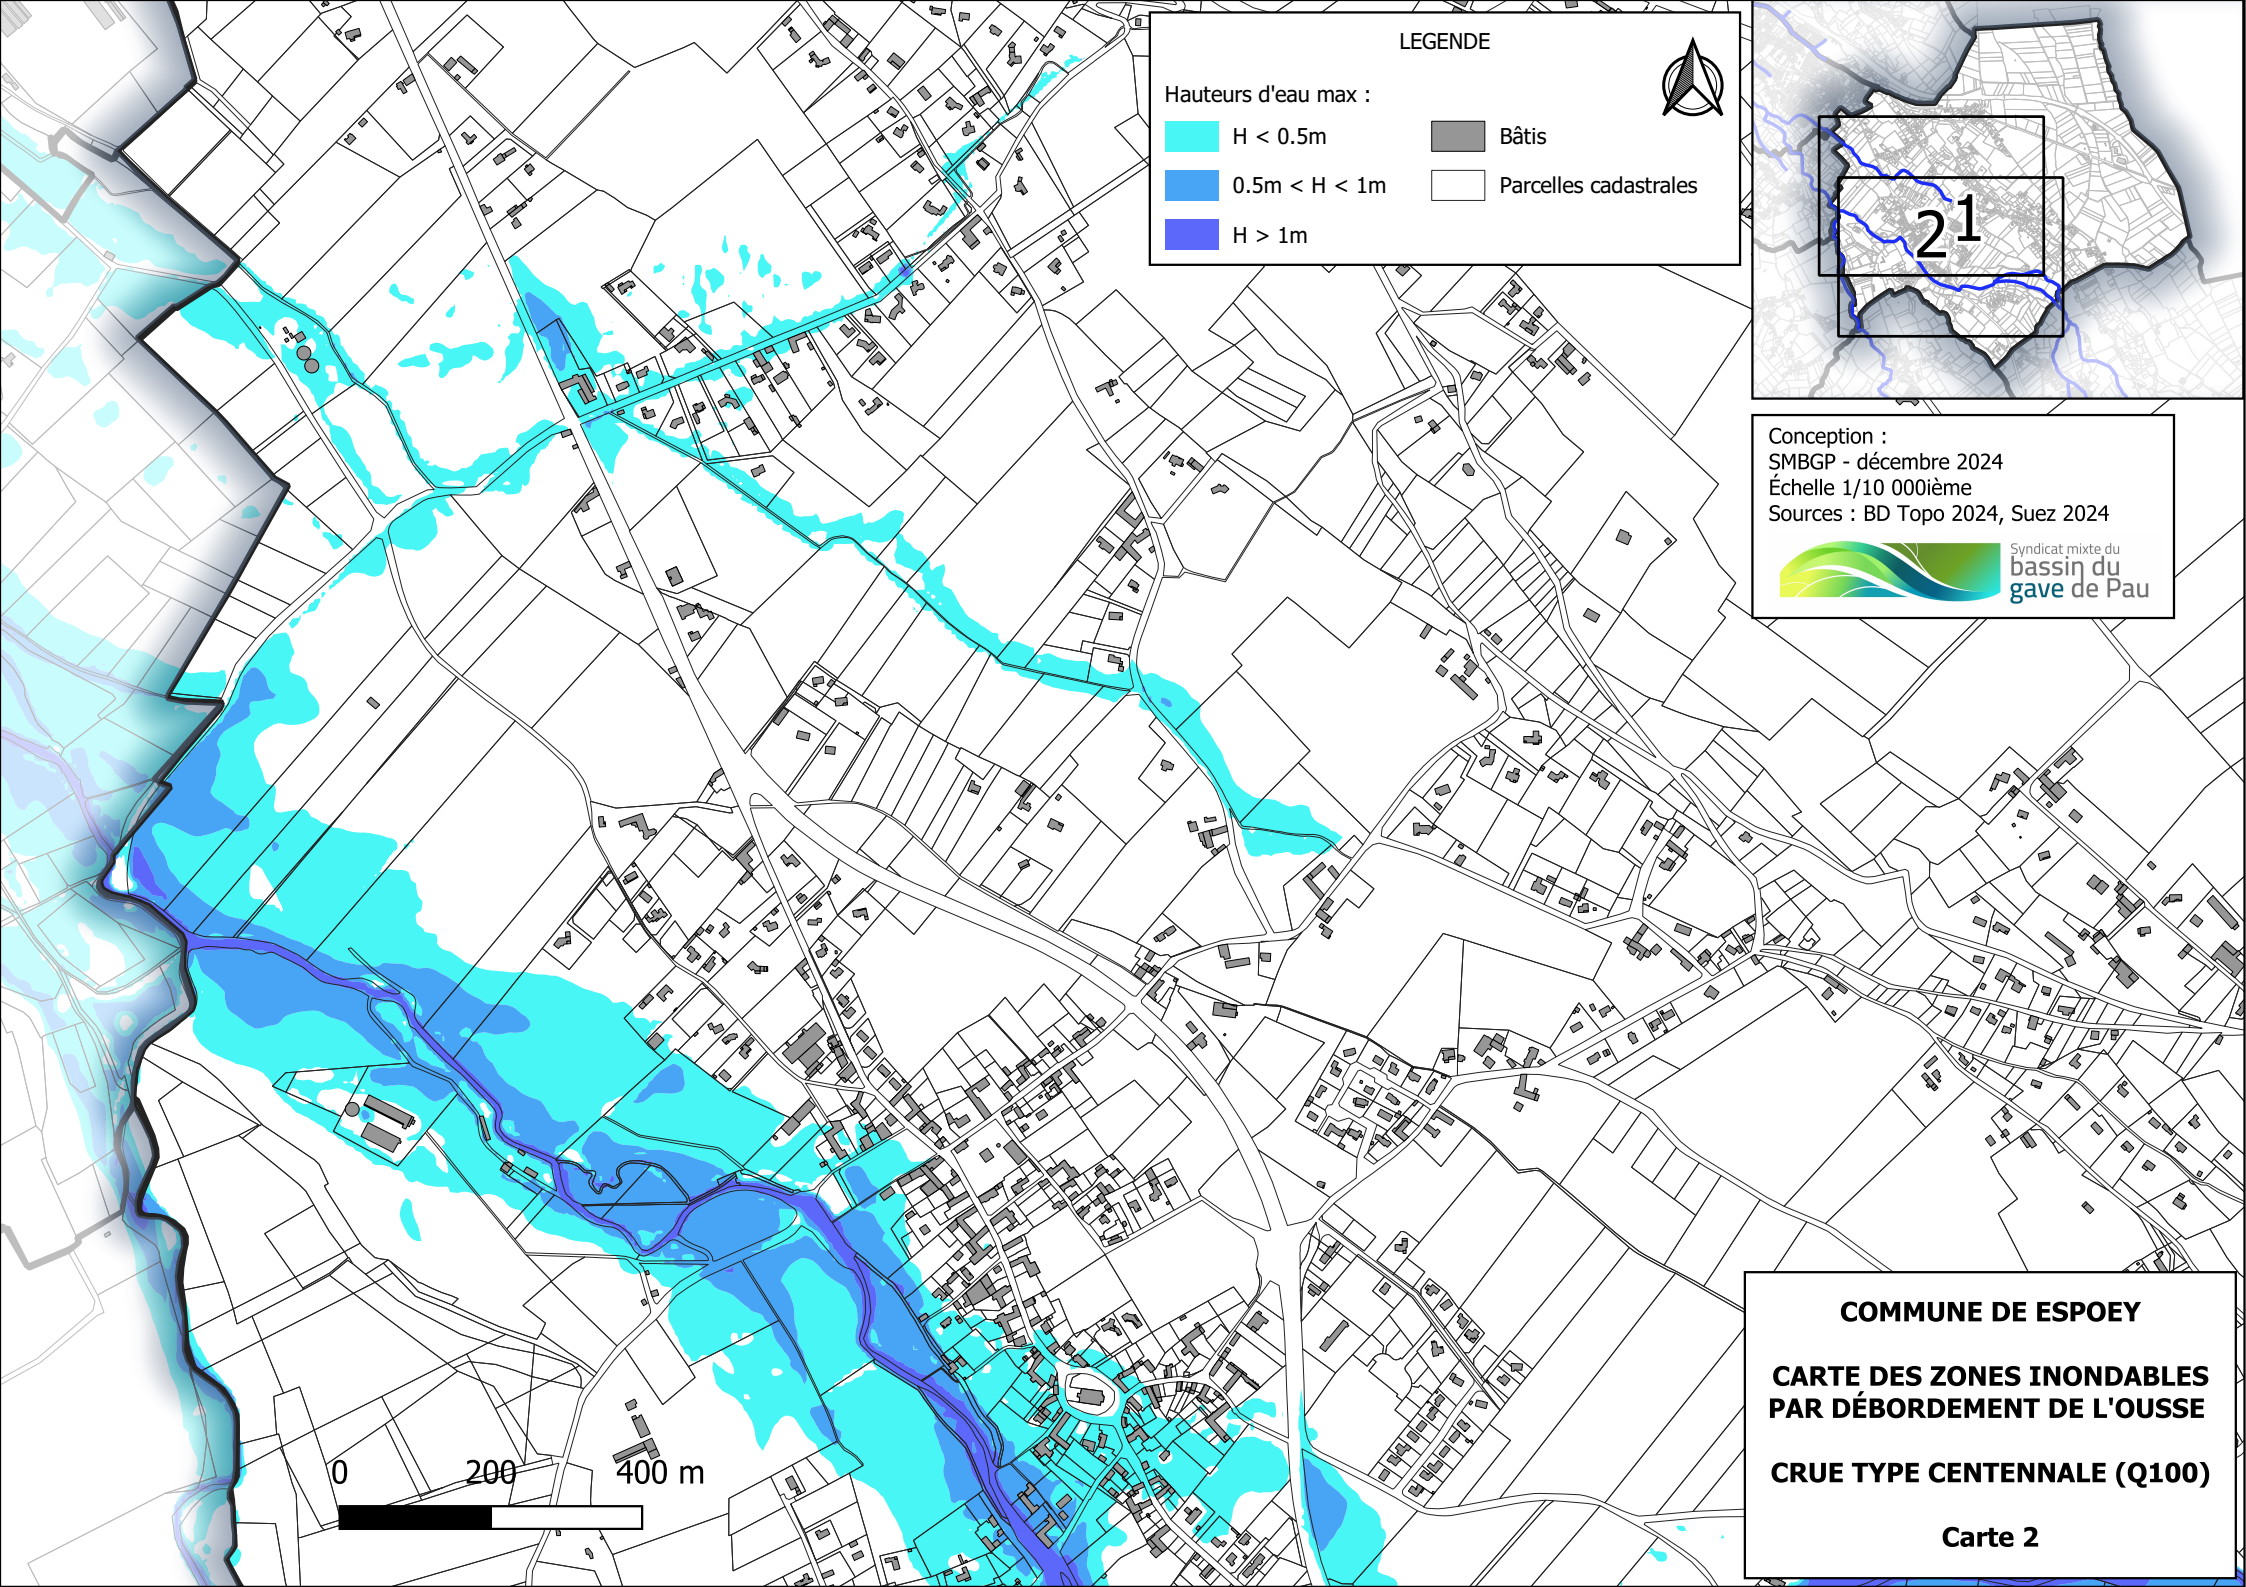 LEGENDE
Hauteurs d'eau max :
H < 0.5m
0.5m < H < 1m
H > 1m
Bâtis
Parcelles cadastrales
2
1
Conception :
SMBGP - décembre 2024
Échelle 1/10 000ième
Sources : BD Topo 2024, Suez 2024
Syndicat mixte du
bassin du
gave de Pau
0 200 400 m
COMMUNE DE ESPOEY
CARTE DES ZONES INONDABLES
PAR DÉBORDEMENT DE L'OUSSE
CRUE TYPE CENTENNALE (Q100)
Carte 2